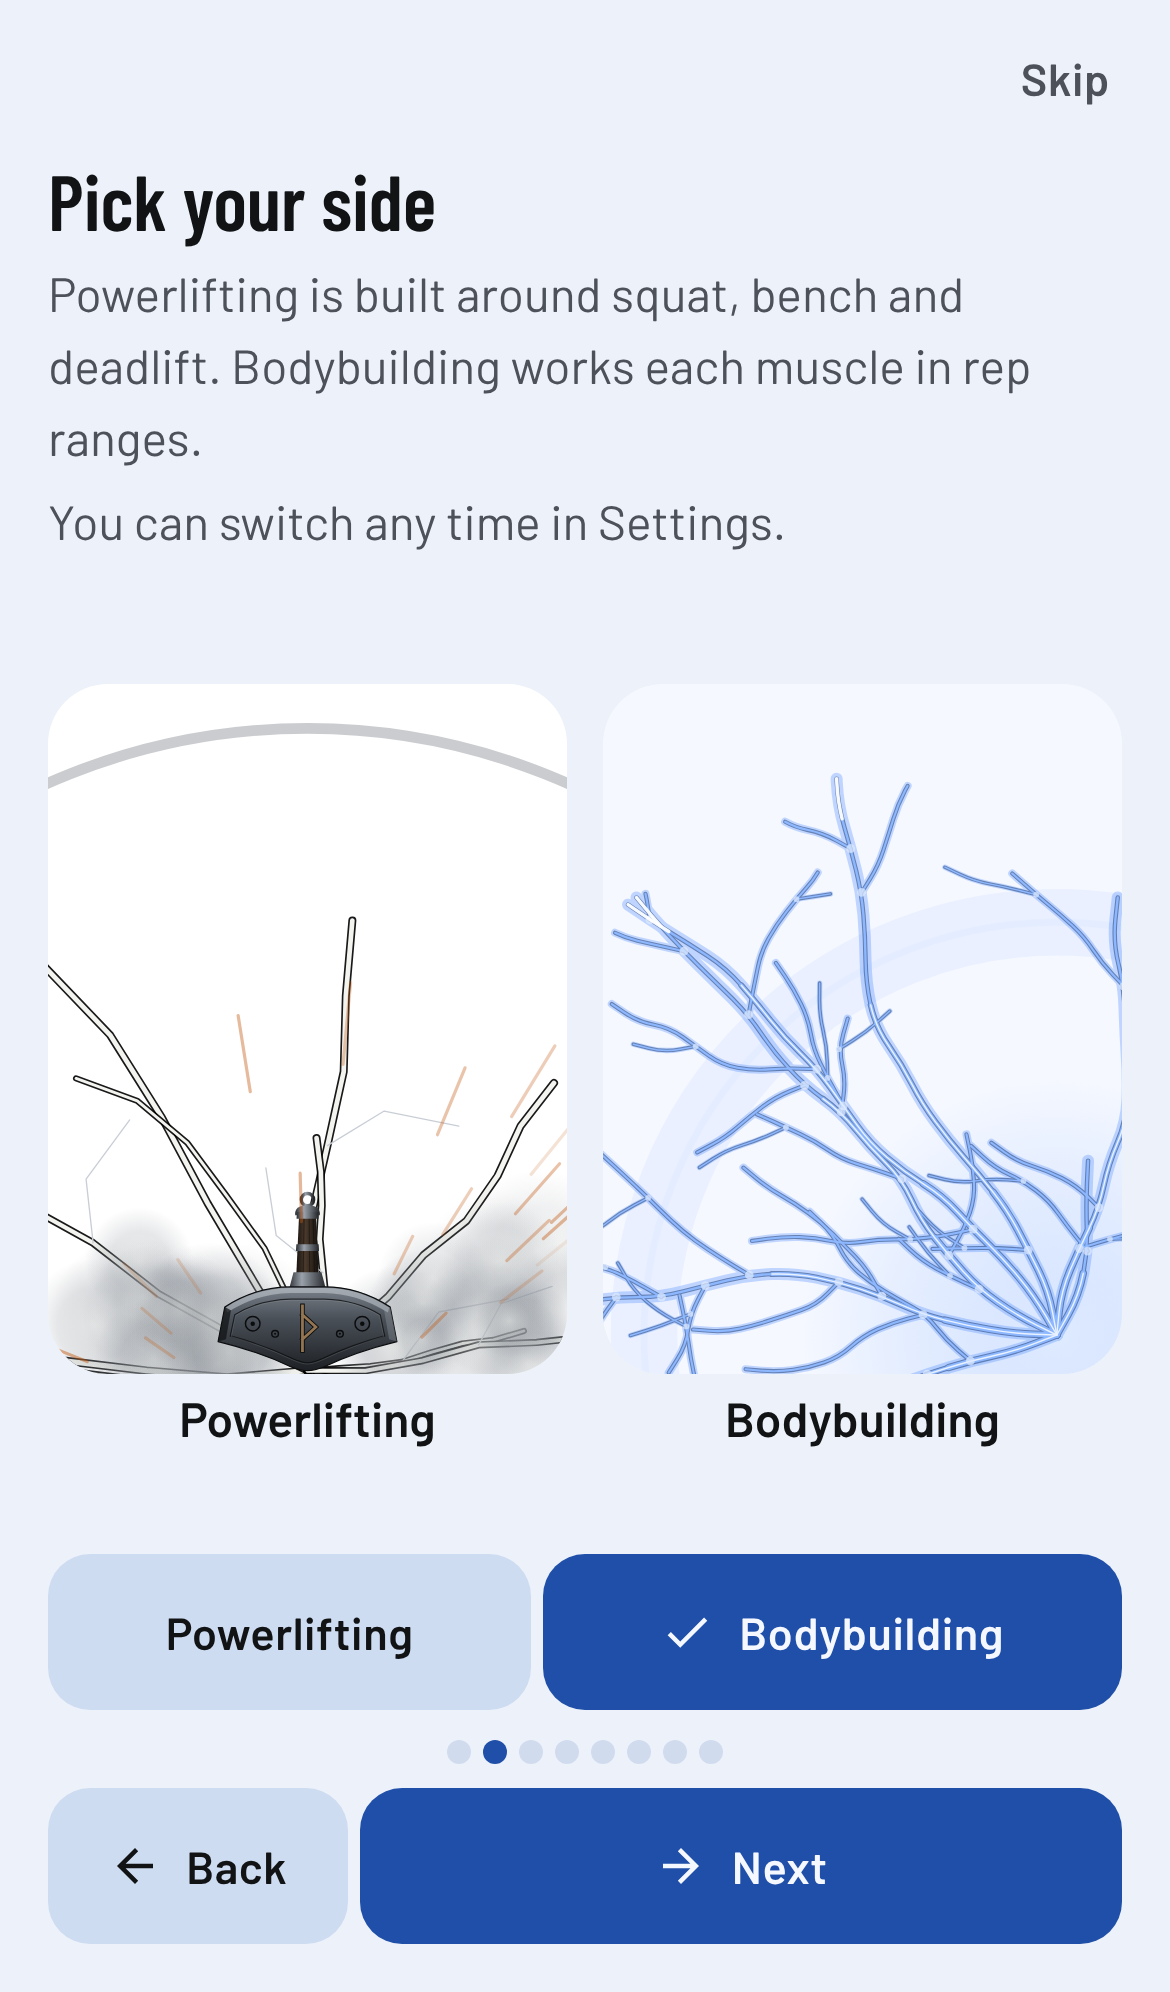 Skip
Pick your side
Powerlifting is built around squat, bench and
deadlift. Bodybuilding works each muscle in rep
ranges.
You can switch any time in Settings.
Powerlifting
Bodybuilding
Powerlifting
Bodybuilding
Back
Next